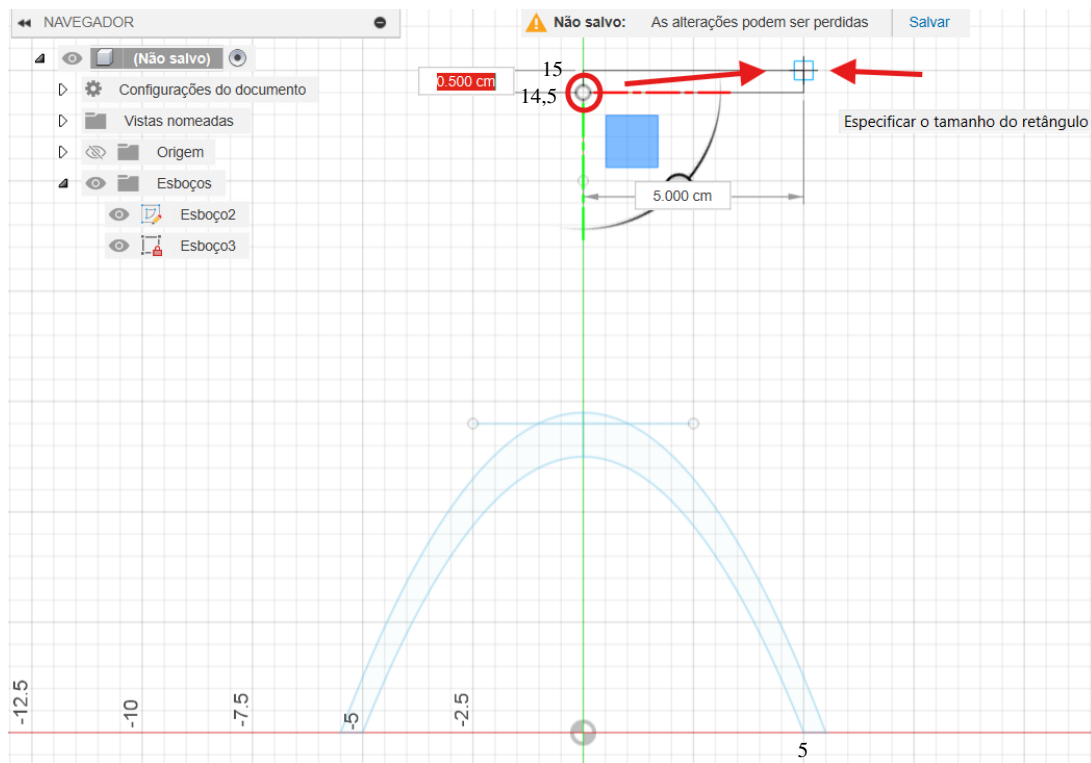 NAVEGADOR
Não salvo: As alterações podem ser perdidas Salvar
(Não salvo)
Configurações do documento
Vistas nomeadas
Origem
Esboços
Esboço2
Esboço3
0.500 cm
15
14,5
Especificar o tamanho do retângulo
5.000 cm
-12.5
-10
-7.5
-5
-2.5
5